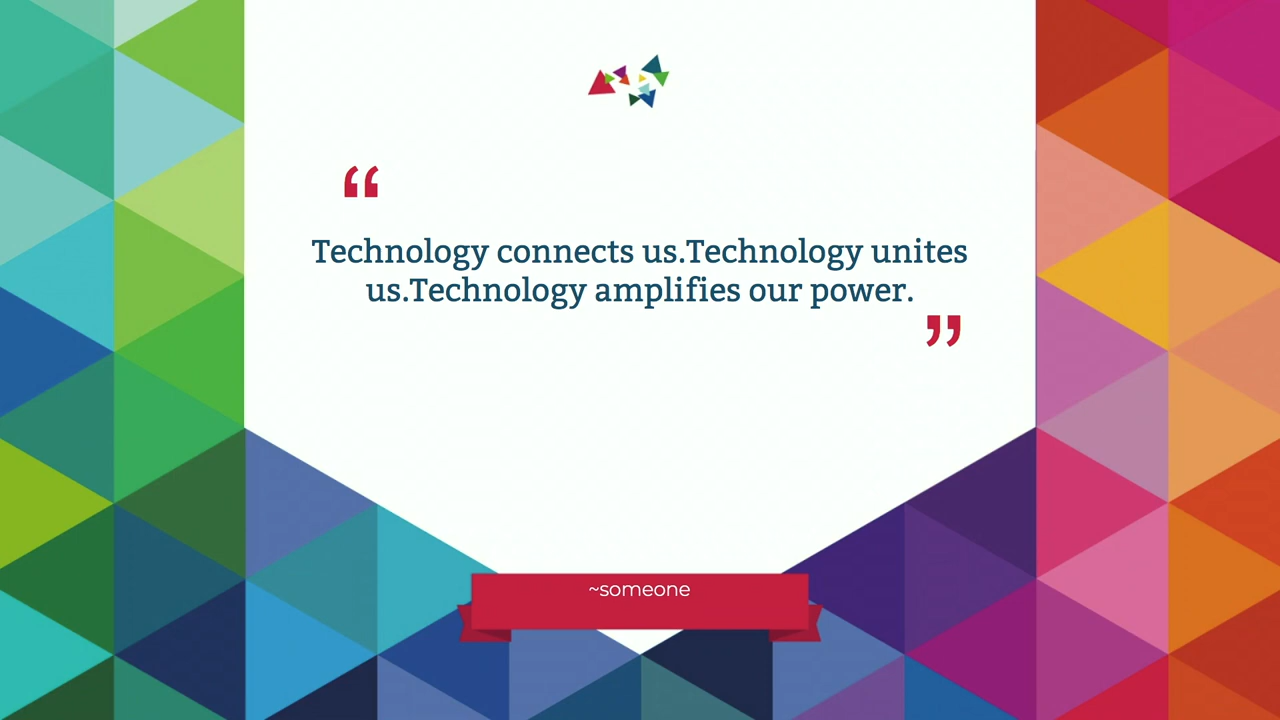 “
Technology connects us.Technology unites
us.Technology amplifies our power.
”
~someone